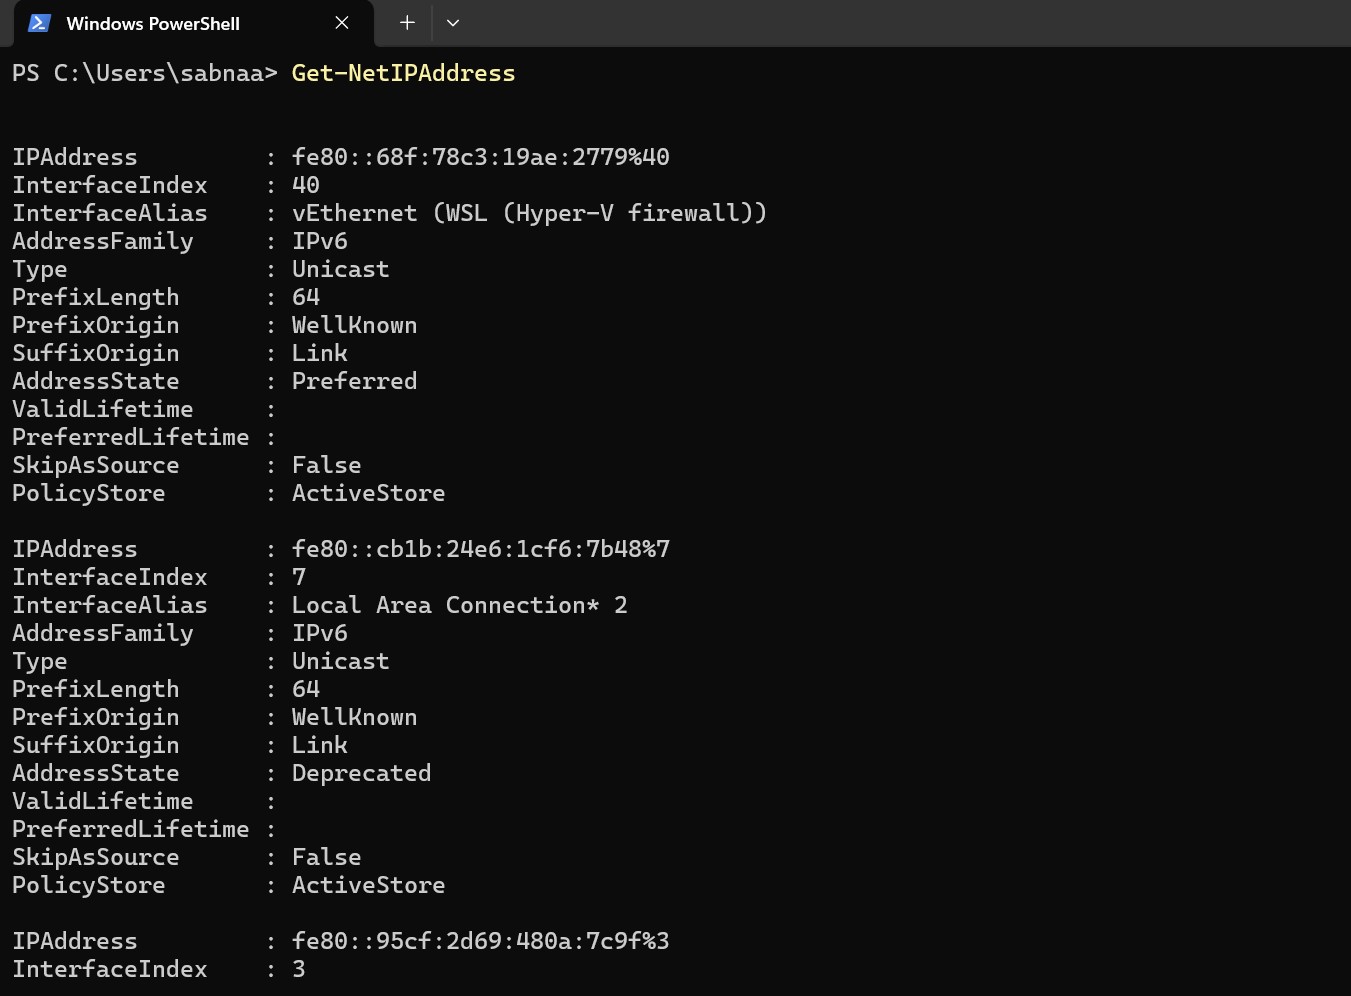 Windows PowerShell
PS C:\Users\sabnaa> Get-NetIPAddress
IPAddress         : fe80::68f:78c3:19ae:2779%40
InterfaceIndex    : 40
InterfaceAlias    : vEthernet (WSL (Hyper-V firewall))
AddressFamily     : IPv6
Type              : Unicast
PrefixLength      : 64
PrefixOrigin      : WellKnown
SuffixOrigin      : Link
AddressState      : Preferred
ValidLifetime     :
PreferredLifetime :
SkipAsSource      : False
PolicyStore       : ActiveStore
IPAddress         : fe80::cb1b:24e6:1cf6:7b48%7
InterfaceIndex    : 7
InterfaceAlias    : Local Area Connection* 2
AddressFamily     : IPv6
Type              : Unicast
PrefixLength      : 64
PrefixOrigin      : WellKnown
SuffixOrigin      : Link
AddressState      : Deprecated
ValidLifetime     :
PreferredLifetime :
SkipAsSource      : False
PolicyStore       : ActiveStore
IPAddress         : fe80::95cf:2d69:480a:7c9f%3
InterfaceIndex    : 3